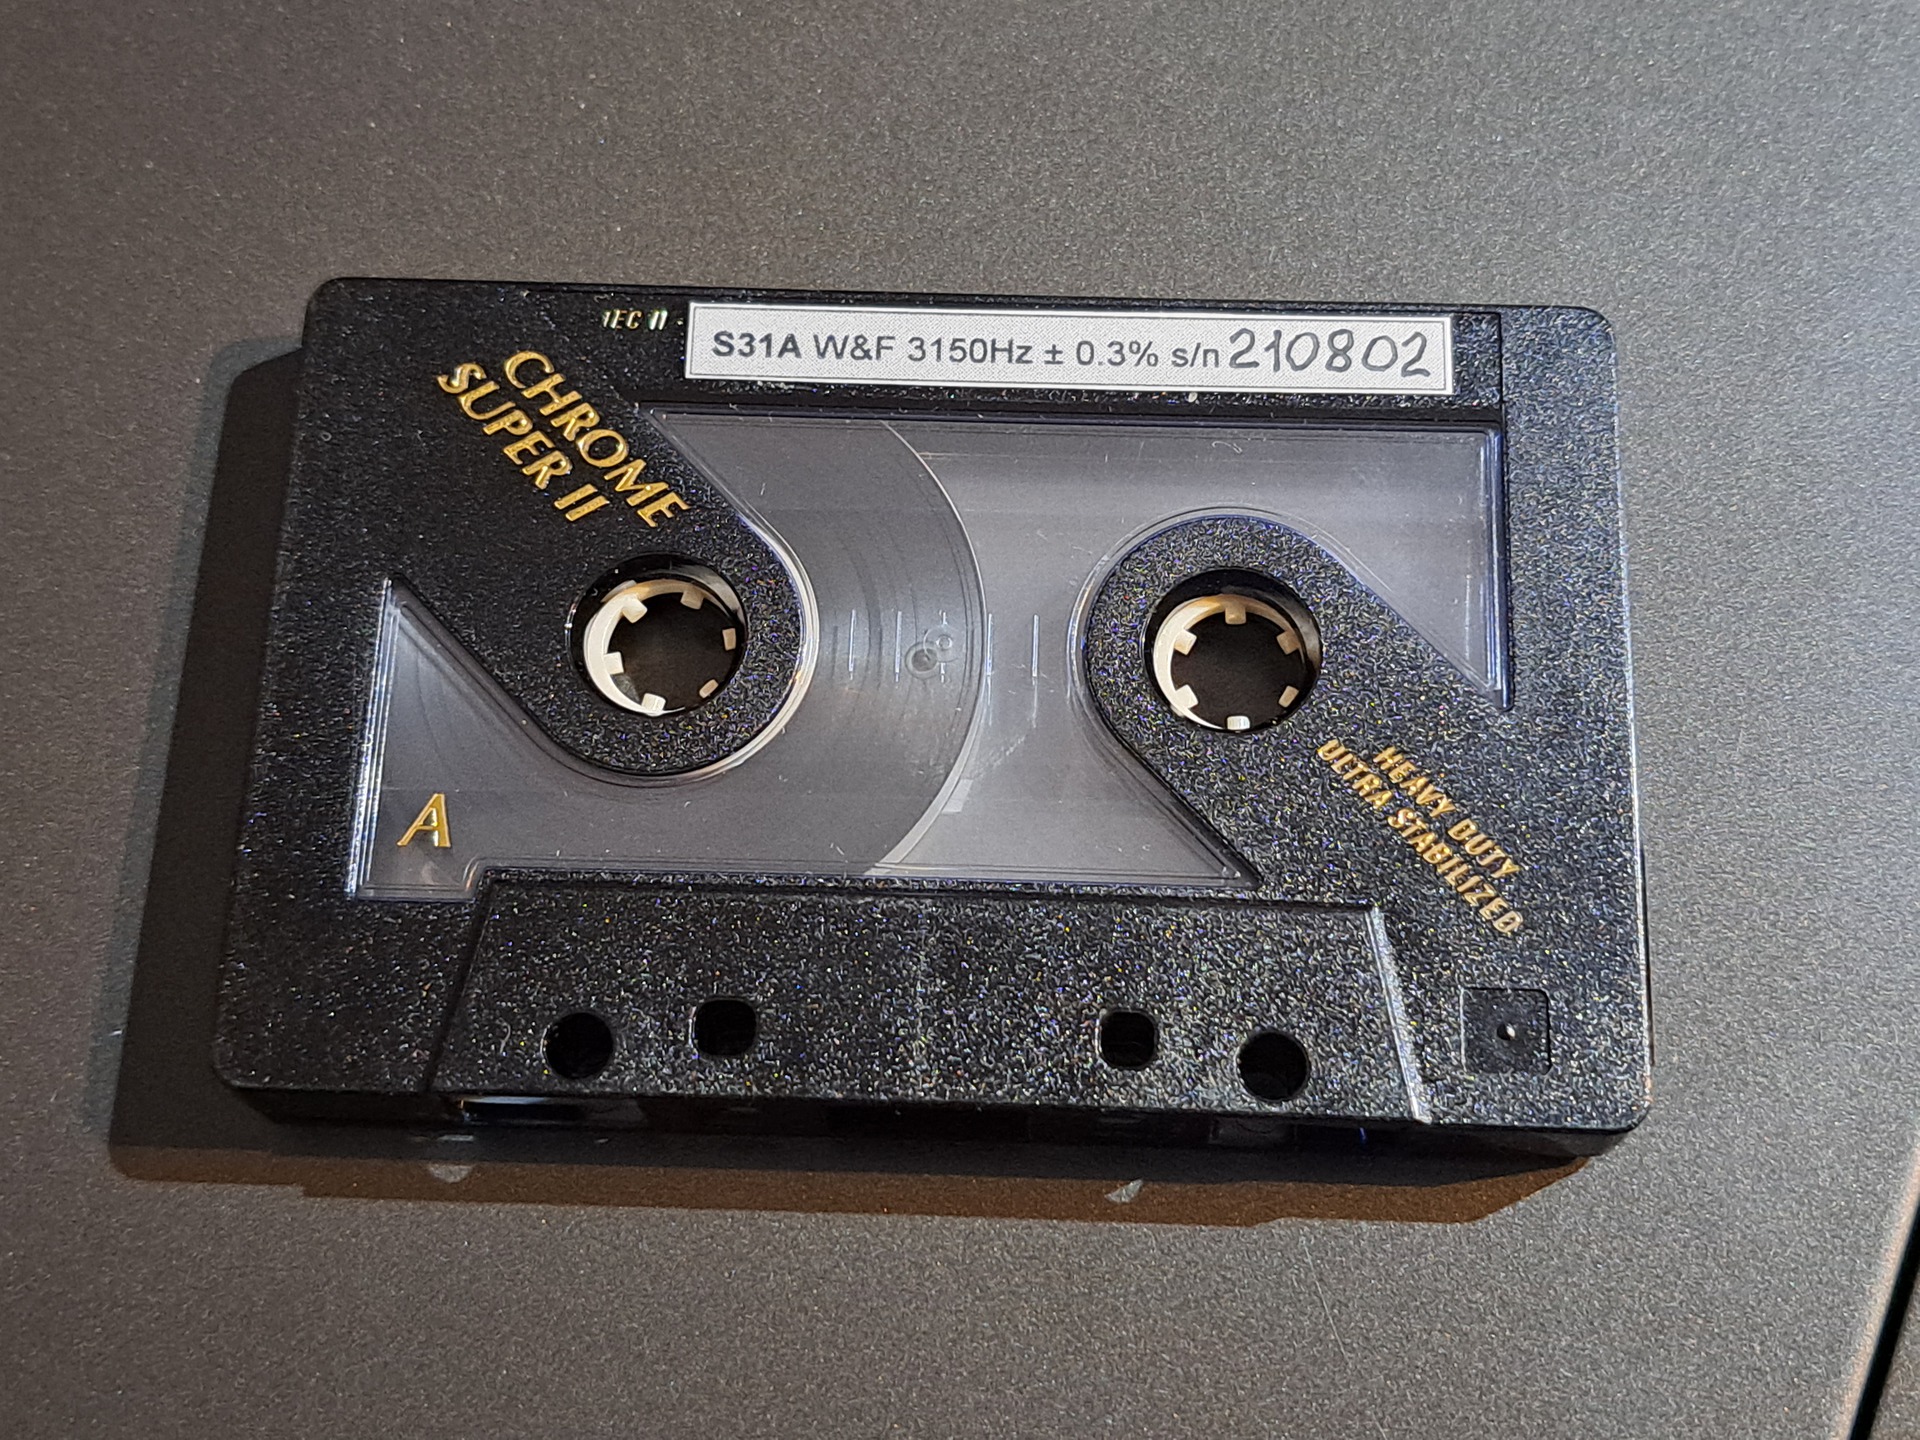 IEC II
S31A W&F 3150Hz ± 0.3% s/n 210802
CHROME
SUPER II
A
HEAVY DUTY
ULTRA STABILIZED